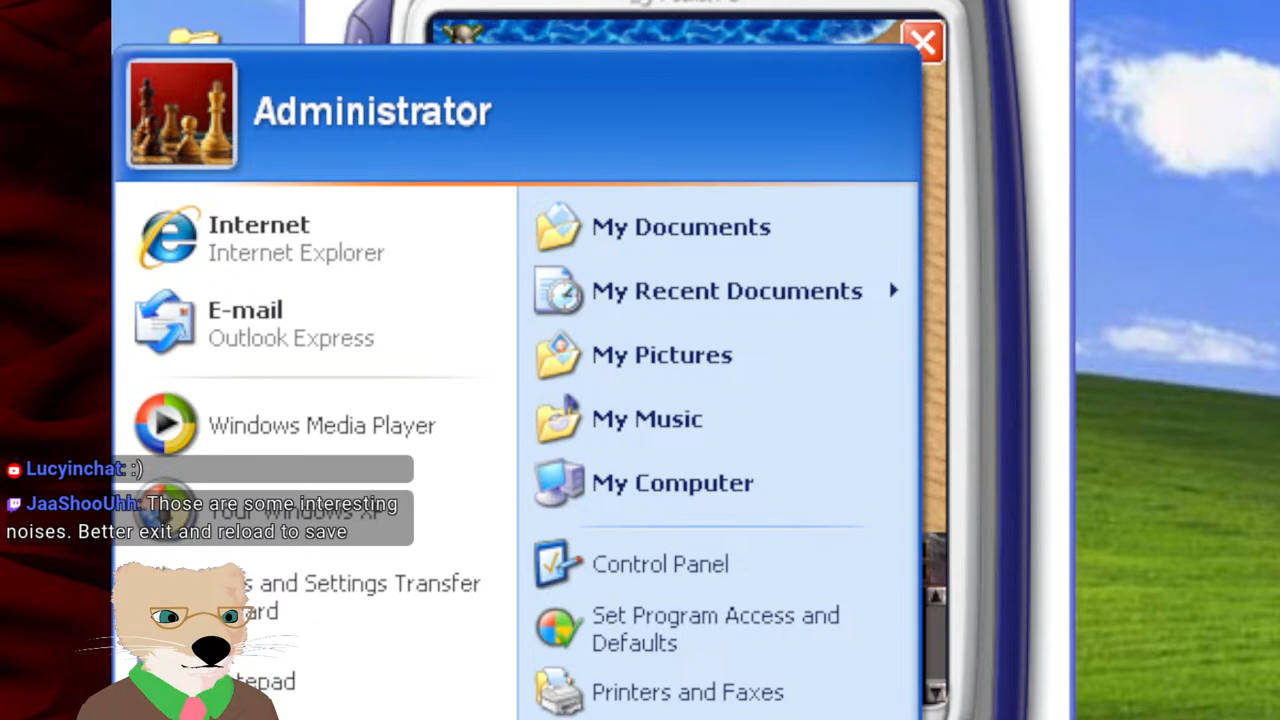 Administrator
Internet
Internet Explorer
E-mail
Outlook Express
Windows Media Player
Lucyinchat: :)
JaaShooUhh: Those are some interesting
noises. Better exit and reload to save
s and Settings Transfer
ard
tepad
My Documents
My Recent Documents
My Pictures
My Music
My Computer
Control Panel
Set Program Access and
Defaults
Printers and Faxes